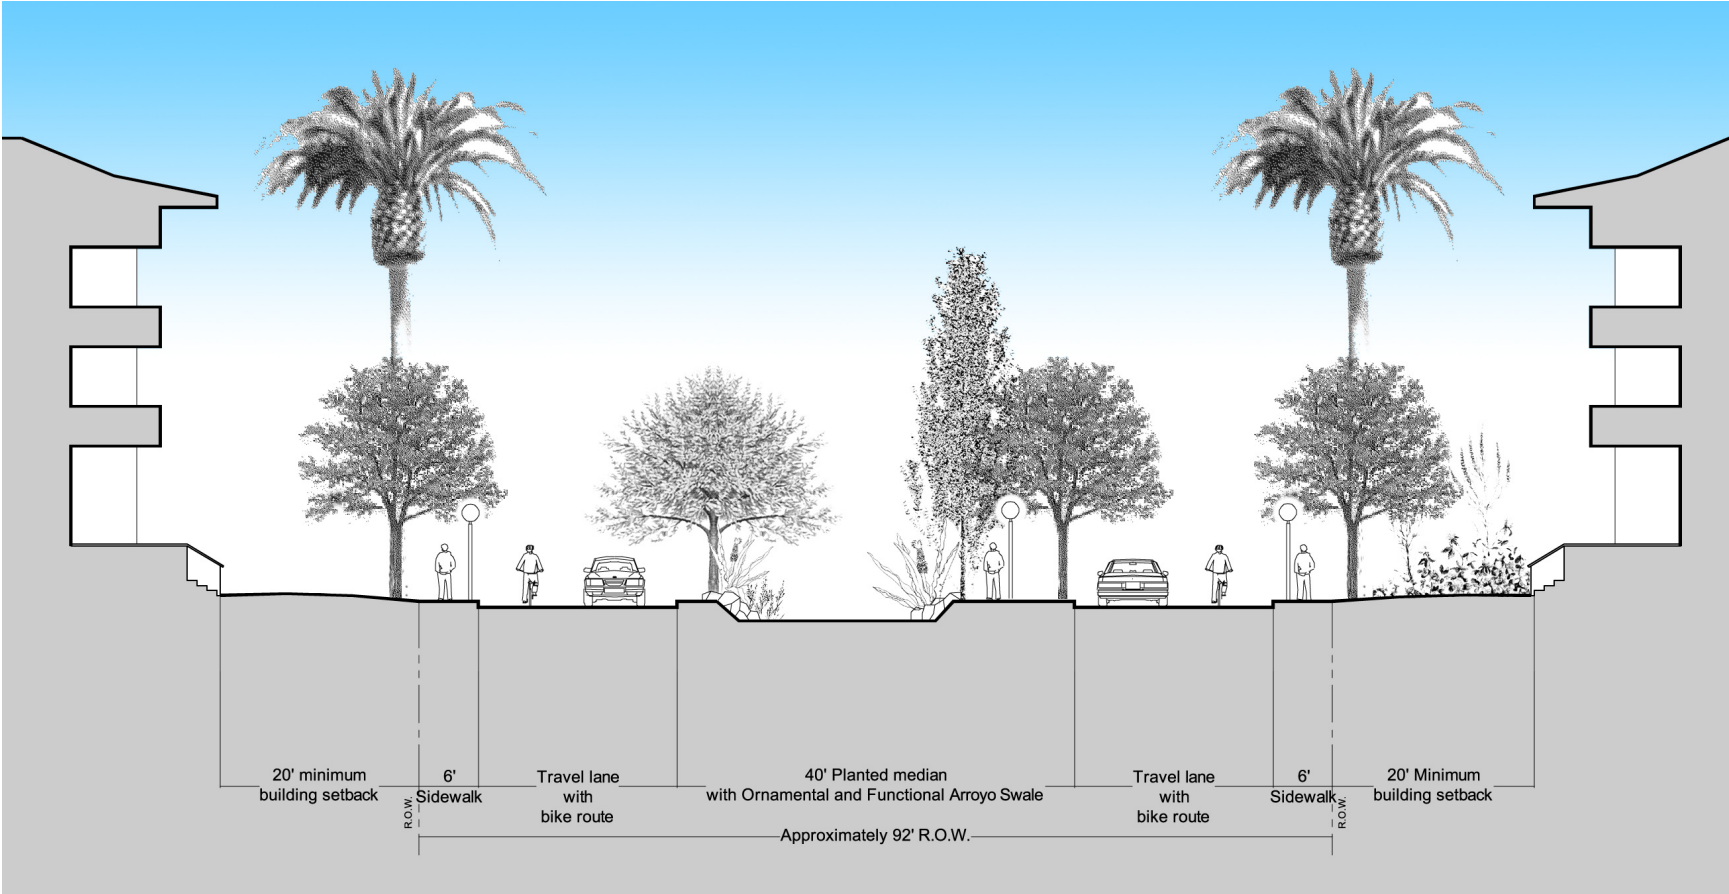 20' minimum
building setback
6'
Sidewalk
Travel lane
with
bike route
40' Planted median
with Ornamental and Functional Arroyo Swale
Travel lane
with
bike route
6'
Sidewalk
20' Minimum
building setback
R.O.W.
R.O.W.
Approximately 92' R.O.W.